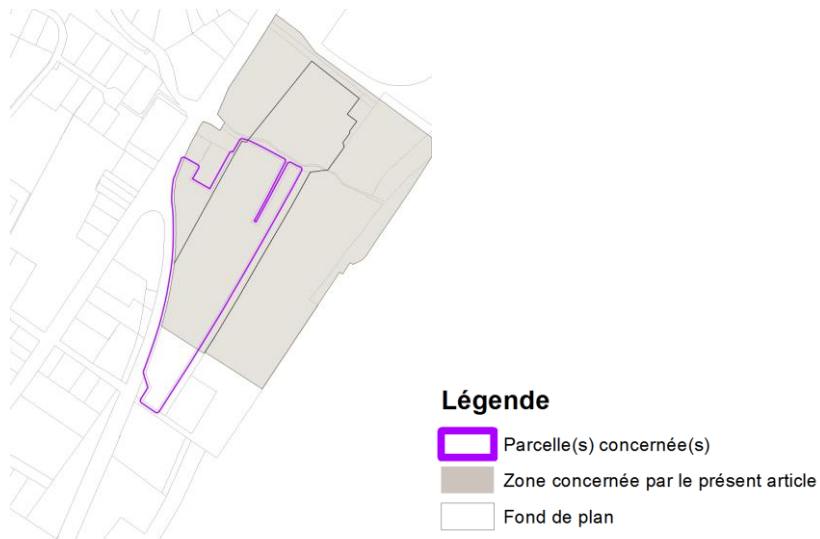 Légende
Parcelle(s) concernée(s)
Zone concernée par le présent article
Fond de plan